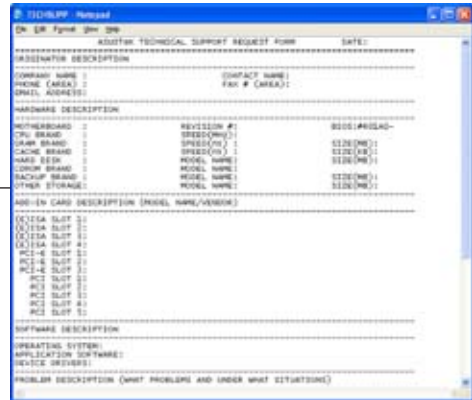 TECHSUPP - Notepad
File Edit Format View Help
ASUSTeK TECHNICAL SUPPORT REQUEST FORM DATE:
ORIGINATOR DESCRIPTION
COMPANY NAME : CONTACT NAME:
PHONE (AREA) : FAX # (AREA):
EMAIL ADDRESS:
HARDWARE DESCRIPTION
MOTHERBOARD : REVISION #: BIOS:
CPU BRAND : SPEED(MHz):
DRAM BRAND : SPEED(ns) : SIZE(MB):
CACHE BRAND : SPEED(ns) : SIZE(KB):
HARD DISK : MODEL NAME: SIZE(MB):
CDROM BRAND : MODEL NAME:
BACKUP BRAND : MODEL NAME: SIZE(MB):
OTHER STORAGE: MODEL NAME: SIZE(MB):
ADD-IN CARD DESCRIPTION (MODEL NAME/VENDOR)
(E)ISA SLOT 1:
(E)ISA SLOT 2:
(E)ISA SLOT 3:
(E)ISA SLOT 4:
PCI-E SLOT 1:
PCI-E SLOT 2:
PCI-E SLOT 3:
PCI SLOT 1:
PCI SLOT 2:
PCI SLOT 3:
PCI SLOT 4:
PCI SLOT 5:
SOFTWARE DESCRIPTION
OPERATING SYSTEM:
APPLICATION SOFTWARE:
DEVICE DRIVERS:
PROBLEM DESCRIPTION (WHAT PROBLEMS AND UNDER WHAT SITUATIONS)